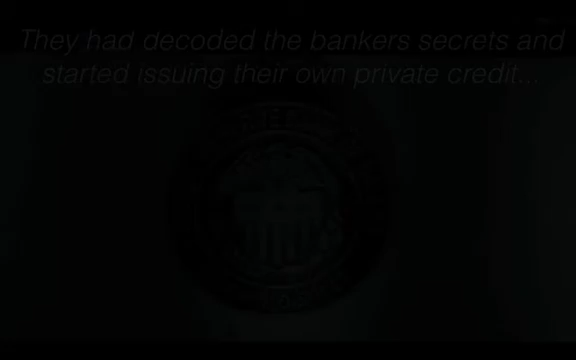 They had decoded the bankers secrets and
started issuing their own private credit...